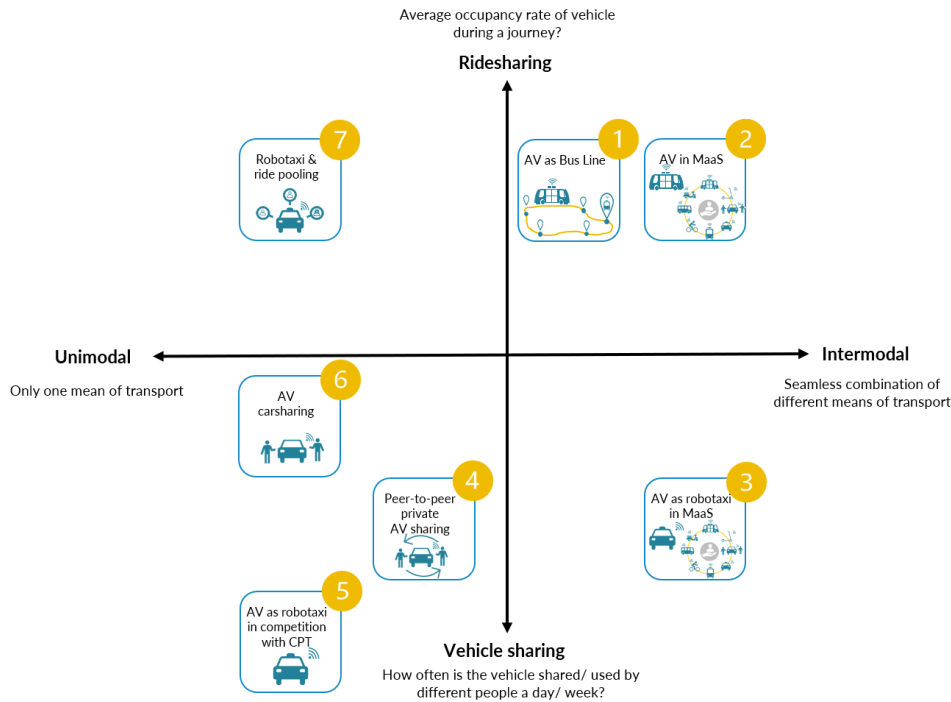 Average occupancy rate of vehicle
during a journey?
Ridesharing
7
Robotaxi &
ride pooling
1
AV as Bus Line
2
AV in MaaS
Unimodal
Only one mean of transport
Intermodal
Seamless combination of
different means of transport
6
AV
carsharing
4
Peer-to-peer
private
AV sharing
3
AV as robotaxi
in MaaS
5
AV as robotaxi
in competition
with CPT
Vehicle sharing
How often is the vehicle shared/ used by
different people a day/ week?